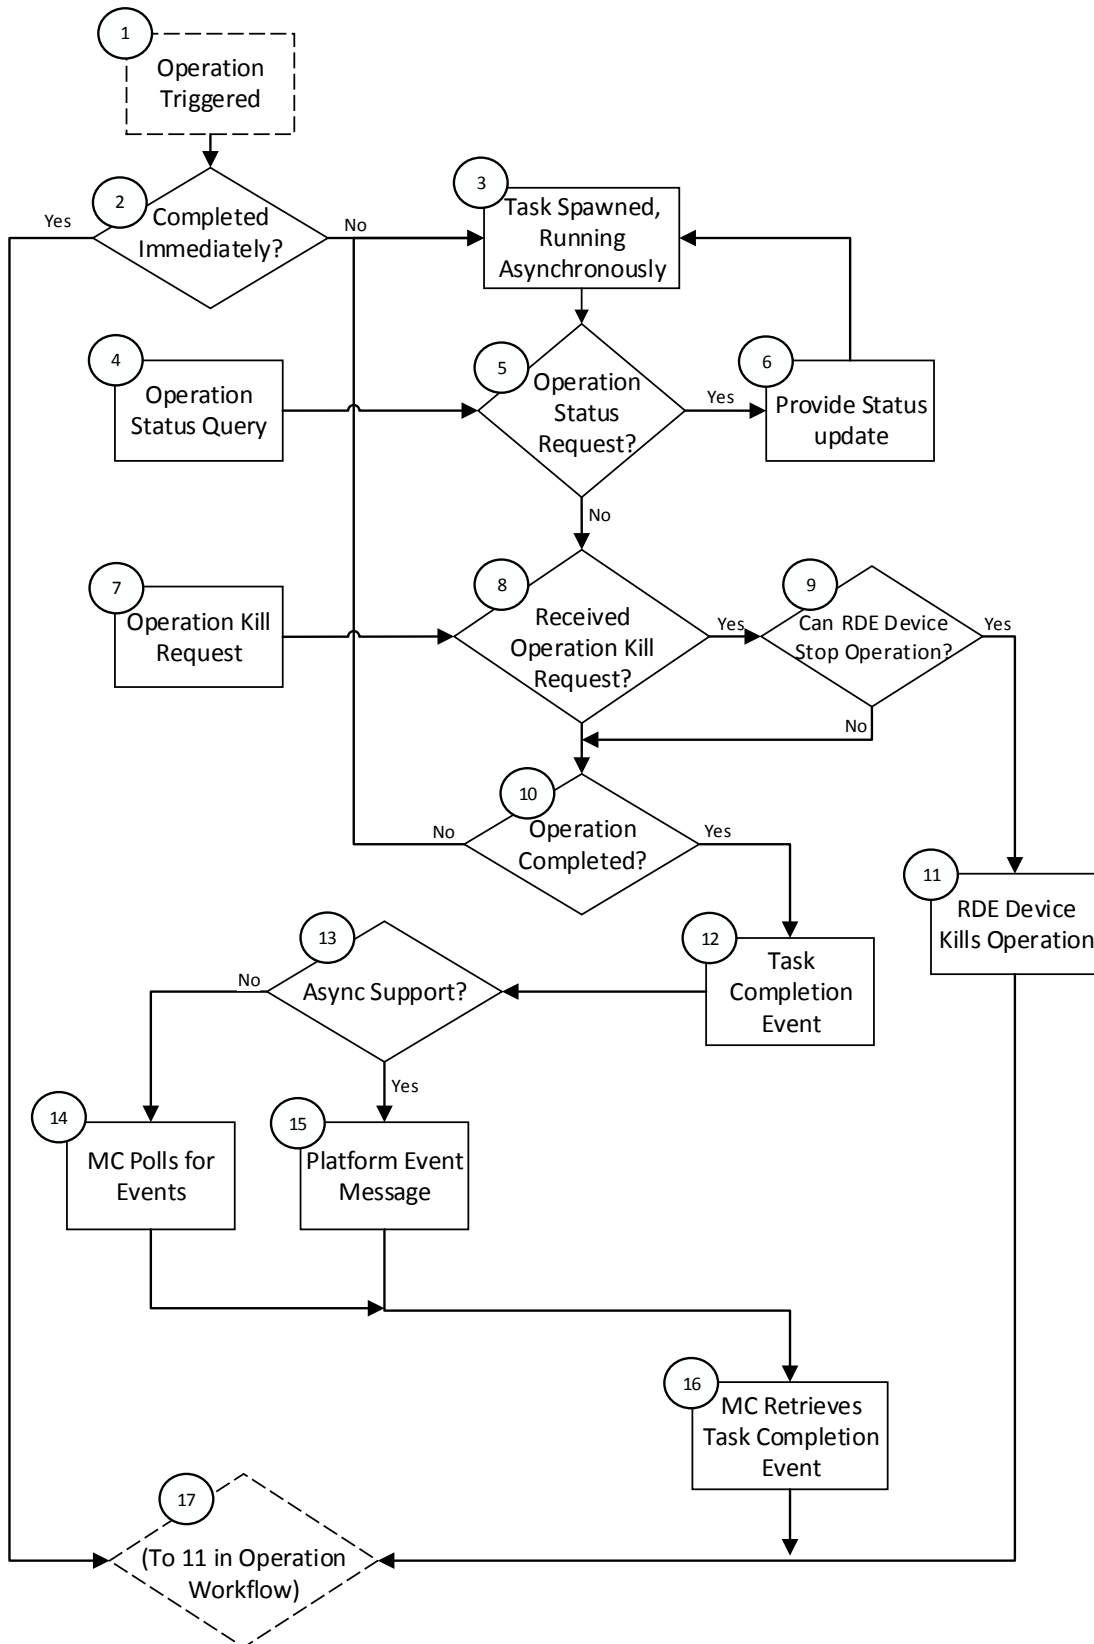 1
Operation
Triggered
2
Completed
Immediately?
Yes
No
3
Task Spawned,
Running
Asynchronously
4
Operation
Status Query
5
Operation
Status
Request?
Yes
No
6
Provide Status
update
7
Operation Kill
Request
8
Received
Operation Kill
Request?
Yes
9
Can RDE Device
Stop Operation?
Yes
No
10
Operation
Completed?
No
Yes
11
RDE Device
Kills Operation
12
Task
Completion
Event
13
Async Support?
No
Yes
14
MC Polls for
Events
15
Platform Event
Message
16
MC Retrieves
Task Completion
Event
17
(To 11 in Operation
Workflow)